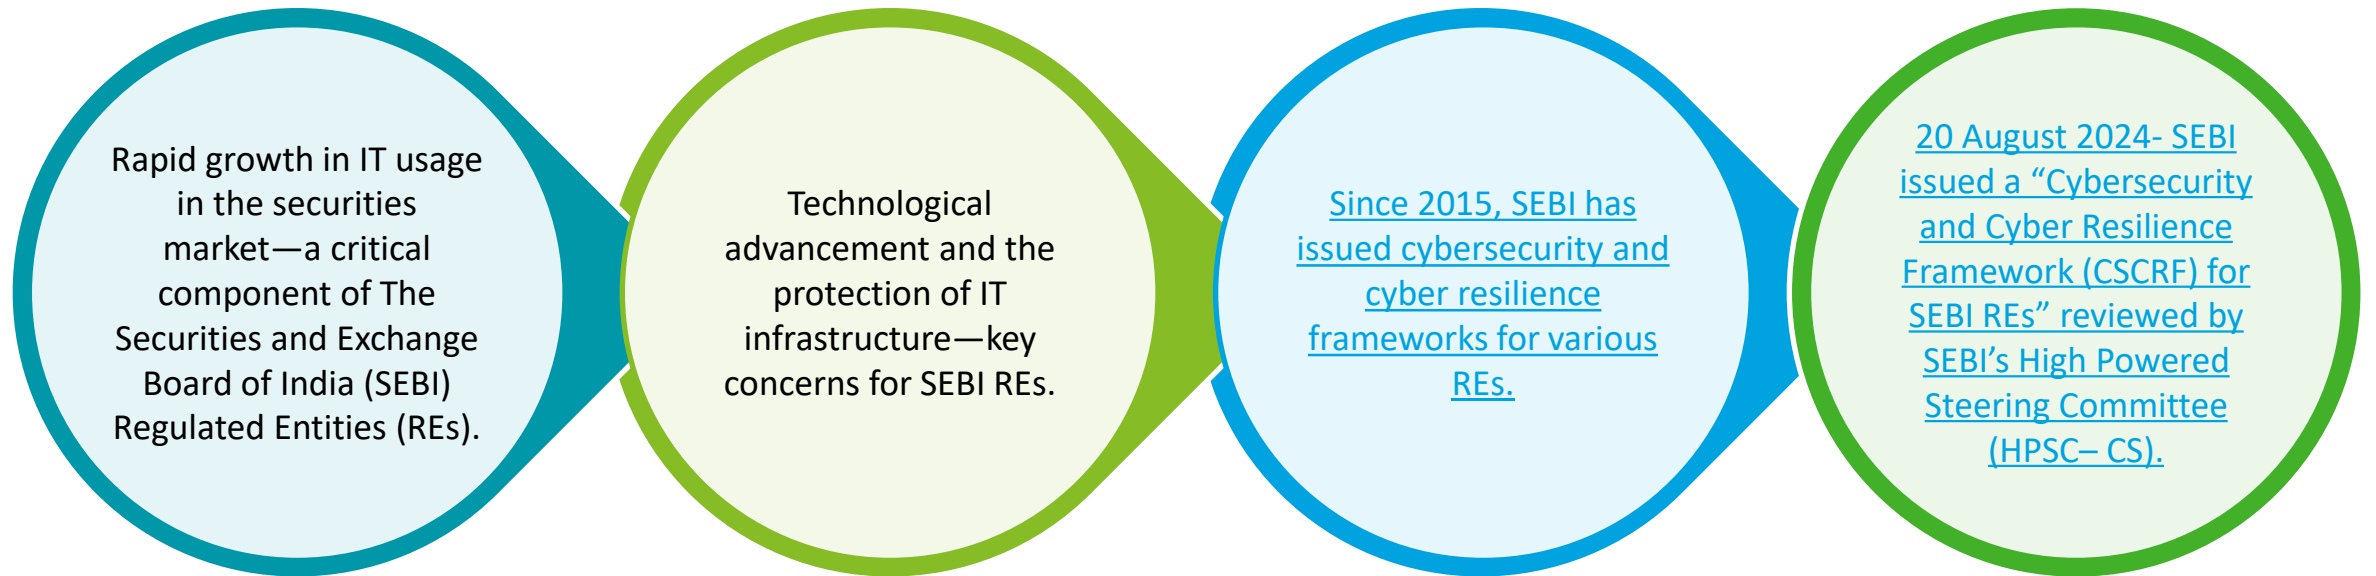 Rapid growth in IT usage
in the securities
market—a critical
component of The
Securities and Exchange
Board of India (SEBI)
Regulated Entities (REs).
Technological
advancement and the
protection of IT
infrastructure—key
concerns for SEBI REs.
Since 2015, SEBI has
issued cybersecurity and
cyber resilience
frameworks for various
REs.
20 August 2024- SEBI
issued a “Cybersecurity
and Cyber Resilience
Framework (CSCRF) for
SEBI REs” reviewed by
SEBI’s High Powered
Steering Committee
(HPSC– CS).